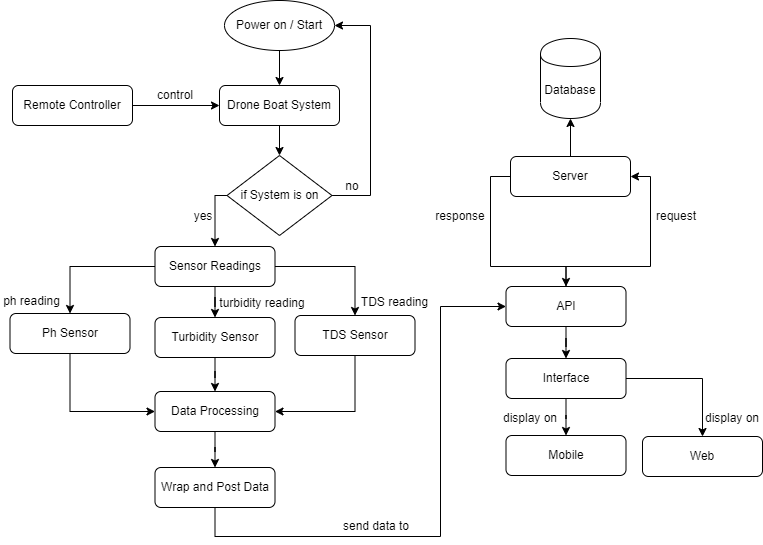 Power on / Start
Remote Controller
control
Drone Boat System
if System is on
no
yes
Sensor Readings
ph reading
turbidity reading
TDS reading
Ph Sensor
Turbidity Sensor
TDS Sensor
Data Processing
Wrap and Post Data
send data to
Database
Server
response
request
API
Interface
display on
display on
Mobile
Web